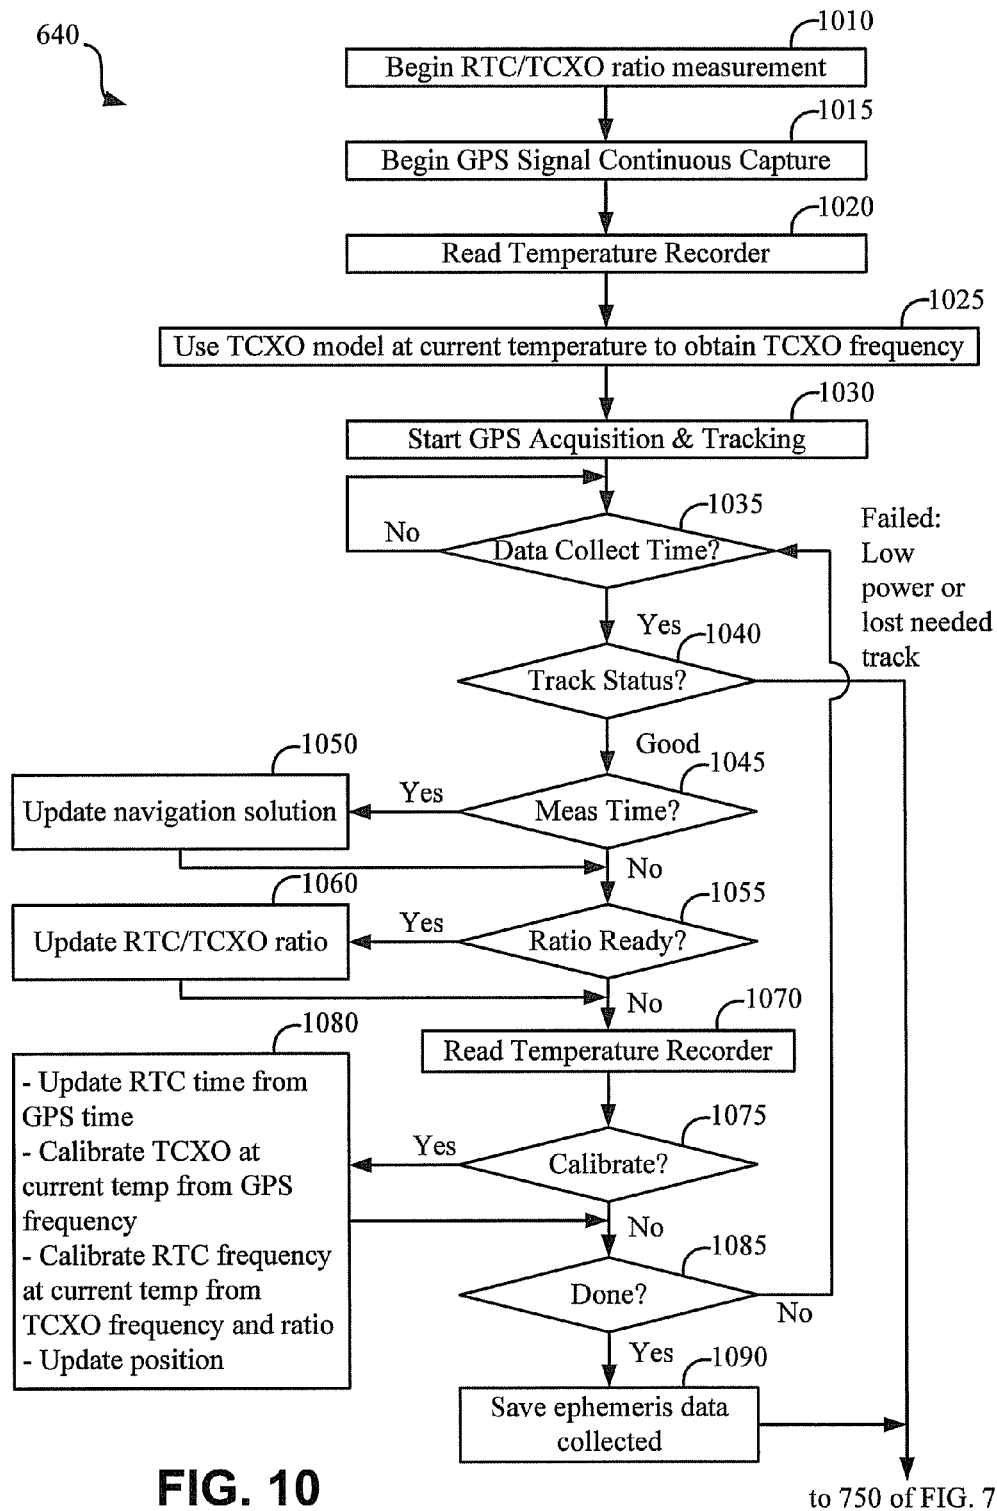 640
1010
Begin RTC/TCXO ratio measurement
1015
Begin GPS Signal Continuous Capture
1020
Read Temperature Recorder
1025
Use TCXO model at current temperature to obtain TCXO frequency
1030
Start GPS Acquisition & Tracking
1035
No
Data Collect Time?
Failed:
Low
power or
lost needed
track
Yes
1040
Track Status?
Good
1045
Meas Time?
Yes
1050
Update navigation solution
No
1055
Ratio Ready?
Yes
1060
Update RTC/TCXO ratio
No
1070
Read Temperature Recorder
1075
Calibrate?
Yes
1080
- Update RTC time from
GPS time
- Calibrate TCXO at
current temp from GPS
frequency
- Calibrate RTC frequency
at current temp from
TCXO frequency and ratio
- Update position
No
1085
Done?
No
Yes
1090
Save ephemeris data
collected
to 750 of FIG. 7
FIG. 10